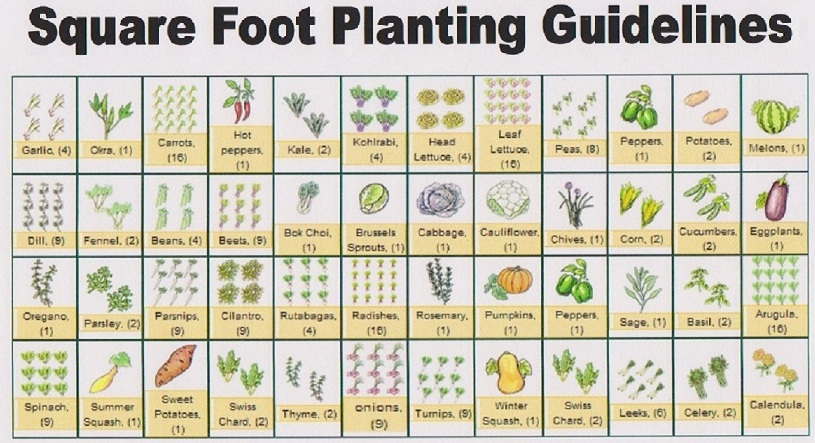 Square Foot Planting Guidelines
Garlic, (4)
Okra, (1)
Carrots,
(16)
Hot
peppers,
(1)
Kale, (2)
Kohlrabi,
(4)
Head
Lettuce, (4)
Leaf
Lettuce,
(16)
Peas, (8)
Peppers,
(1)
Potatoes,
(2)
Melons, (1)
Dill, (9)
Fennel, (2)
Beans, (4)
Beets, (9)
Bok Choi,
(1)
Brussels
Sprouts, (1)
Cabbage,
(1)
Cauliflower,
(1)
Chives, (1)
Corn, (2)
Cucumbers,
(2)
Eggplants,
(1)
Oregano,
(1)
Parsley, (2)
Parsnips,
(9)
Cilantro,
(9)
Rutabagas,
(4)
Radishes,
(16)
Rosemary,
(1)
Pumpkins,
(1)
Peppers,
(1)
Sage, (1)
Basil, (2)
Arugula,
(16)
Spinach,
(9)
Summer
Squash, (1)
Sweet
Potatoes,
(1)
Swiss
Chard, (2)
Thyme, (2)
onions,
(9)
Turnips, (9)
Winter
Squash, (1)
Swiss
Chard, (2)
Leeks, (6)
Celery, (2)
Calendula,
(2)